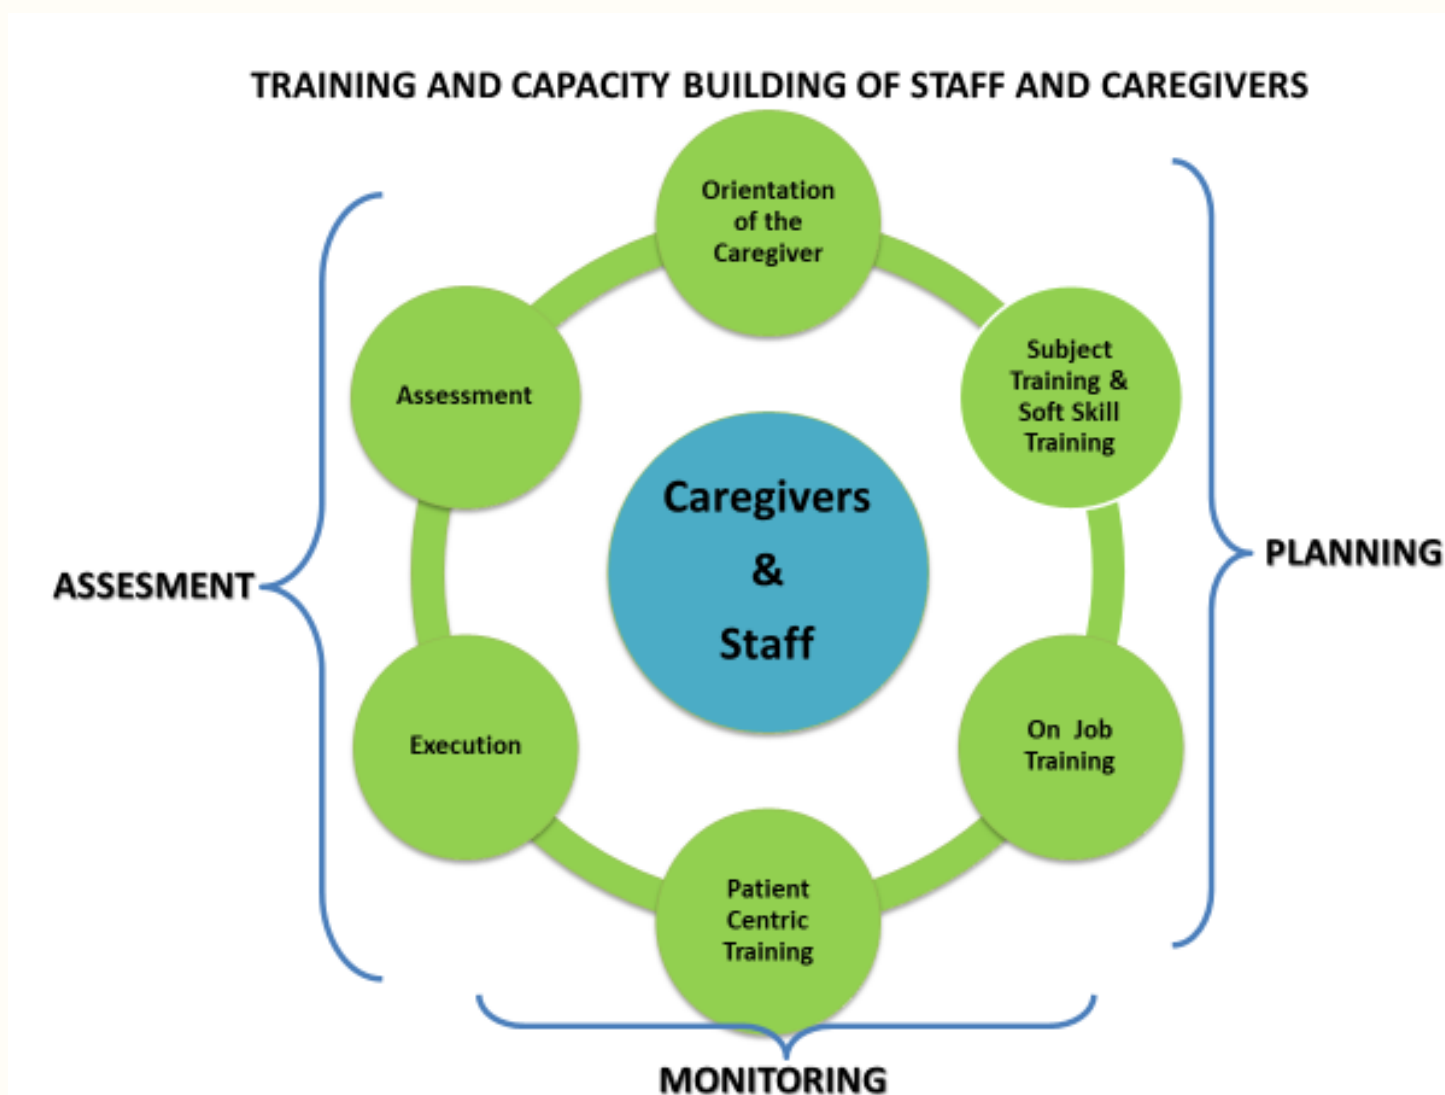 TRAINING AND CAPACITY BUILDING OF STAFF AND CAREGIVERS
Orientation
of the
Caregiver
Subject
Training &
Soft Skill
Training
Assessment
Caregivers
&
Staff
ASSESMENT
PLANNING
Execution
On Job
Training
Patient
Centric
Training
MONITORING